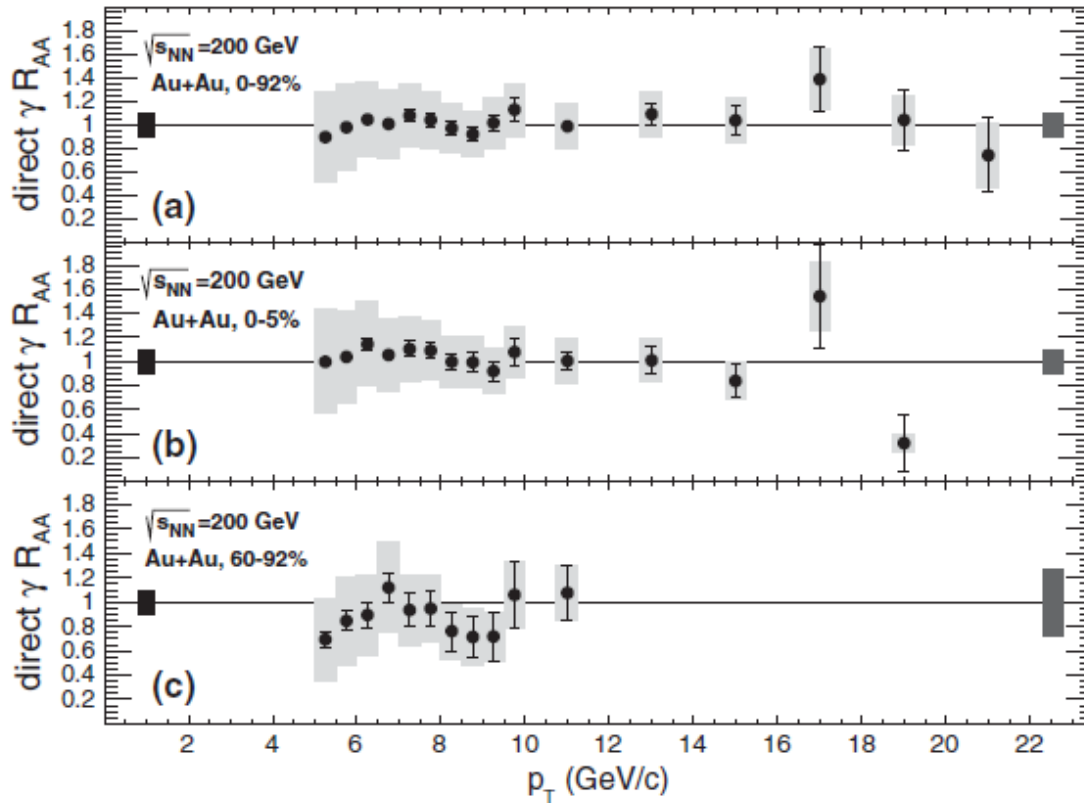 direct γ R_AA
1.8
1.6
1.4
1.2
1
0.8
0.6
0.4
0.2
√s_NN =200 GeV
Au+Au, 0-92%
(a)
direct γ R_AA
1.8
1.6
1.4
1.2
1
0.8
0.6
0.4
0.2
√s_NN =200 GeV
Au+Au, 0-5%
(b)
direct γ R_AA
1.8
1.6
1.4
1.2
1
0.8
0.6
0.4
0.2
√s_NN =200 GeV
Au+Au, 60-92%
(c)
2 4 6 8 10 12 14 16 18 20 22
p_T (GeV/c)